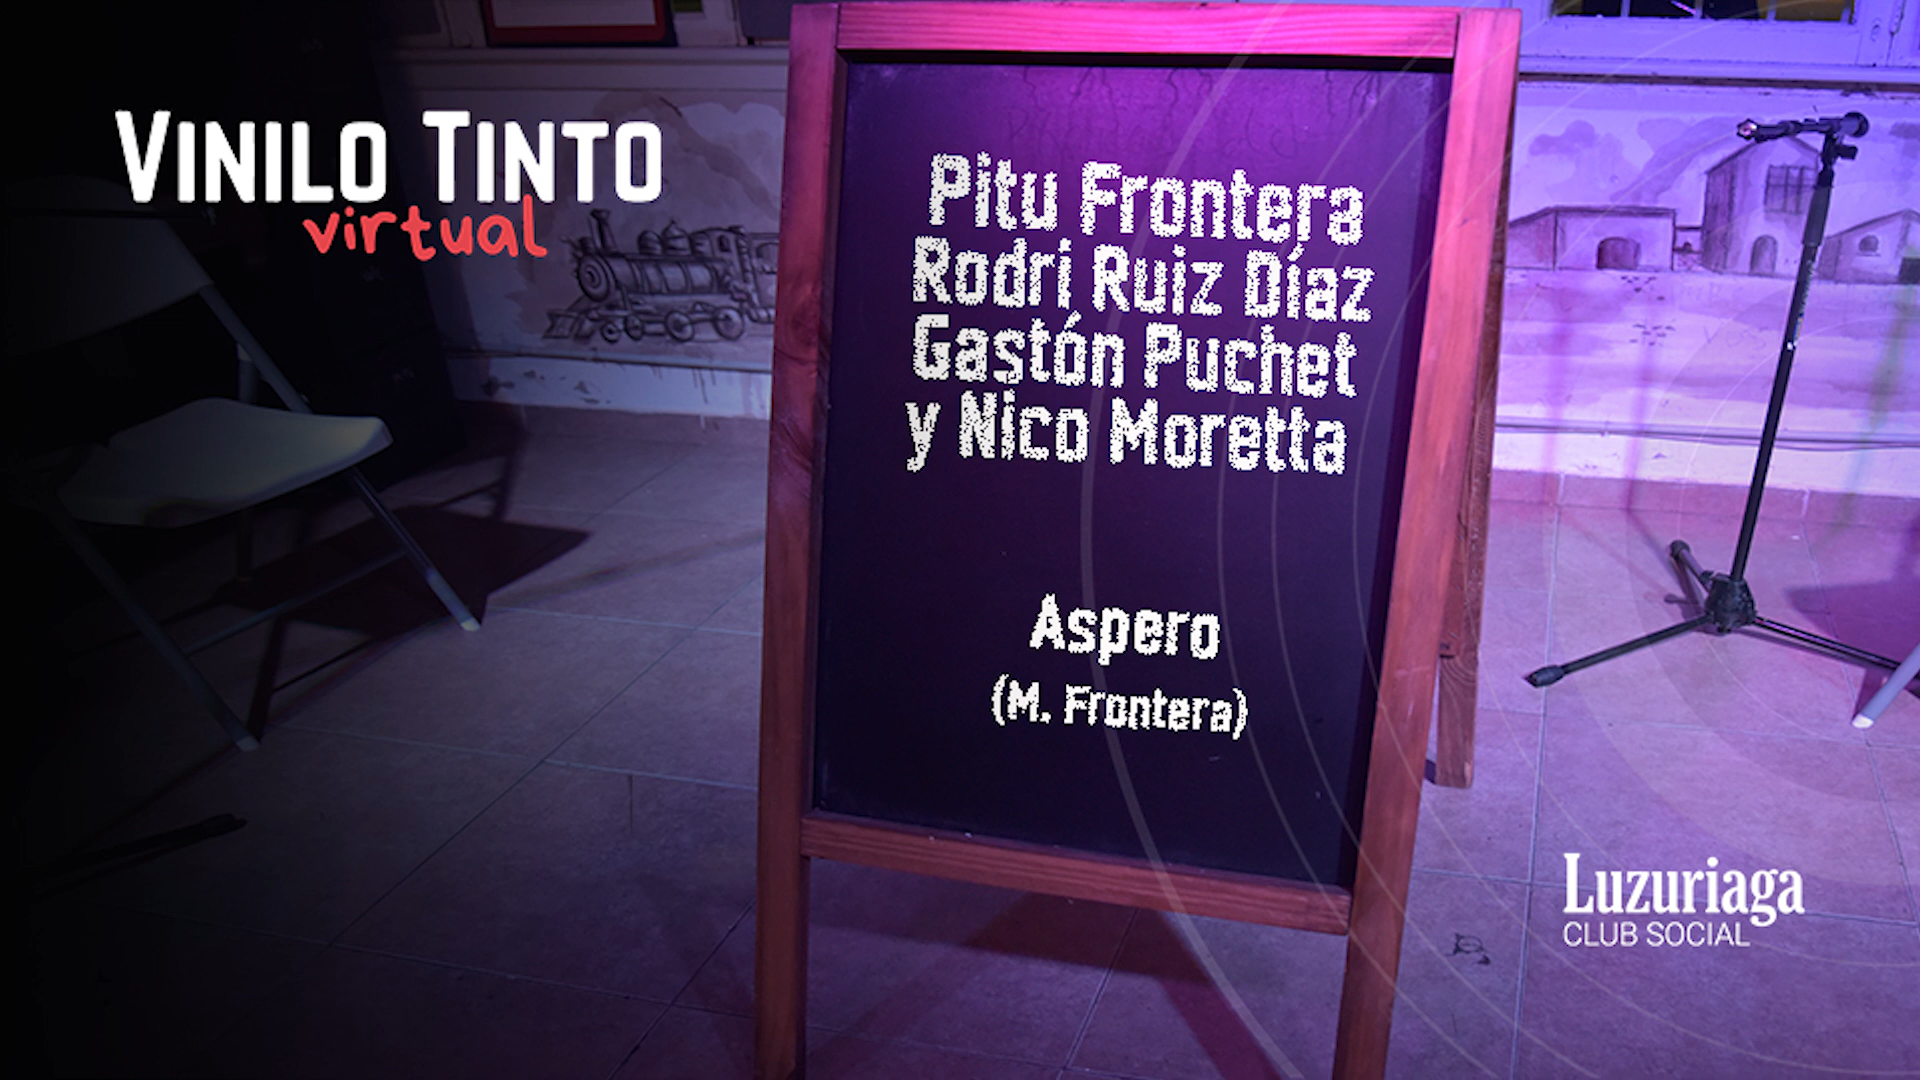 VINILO TINTO
virtual
Pitu Frontera
Rodri Ruiz Díaz
Gastón Puchet
y Nico Moretta
Aspero
(M. Frontera)
Luzuriaga
CLUB SOCIAL